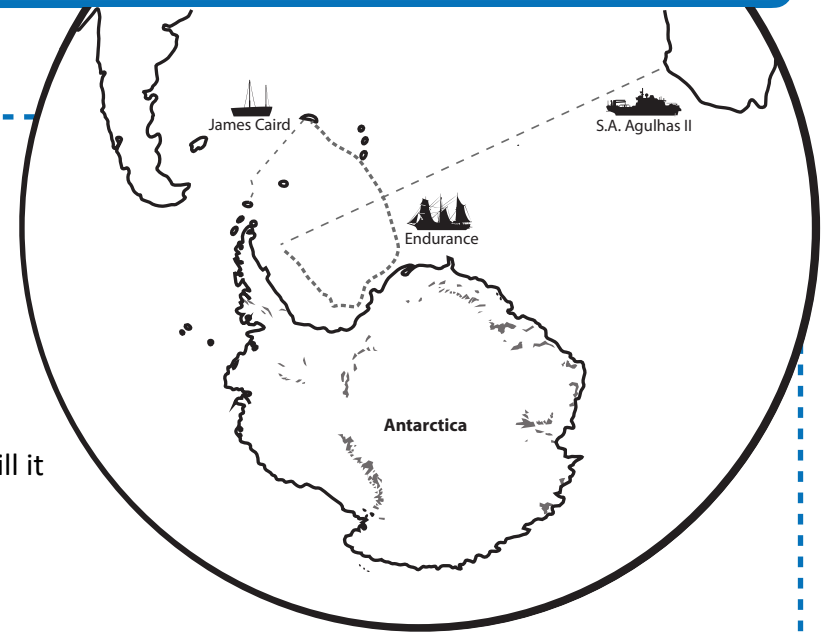 James Caird
S.A. Agulhas II
Endurance
Antarctica
ill it